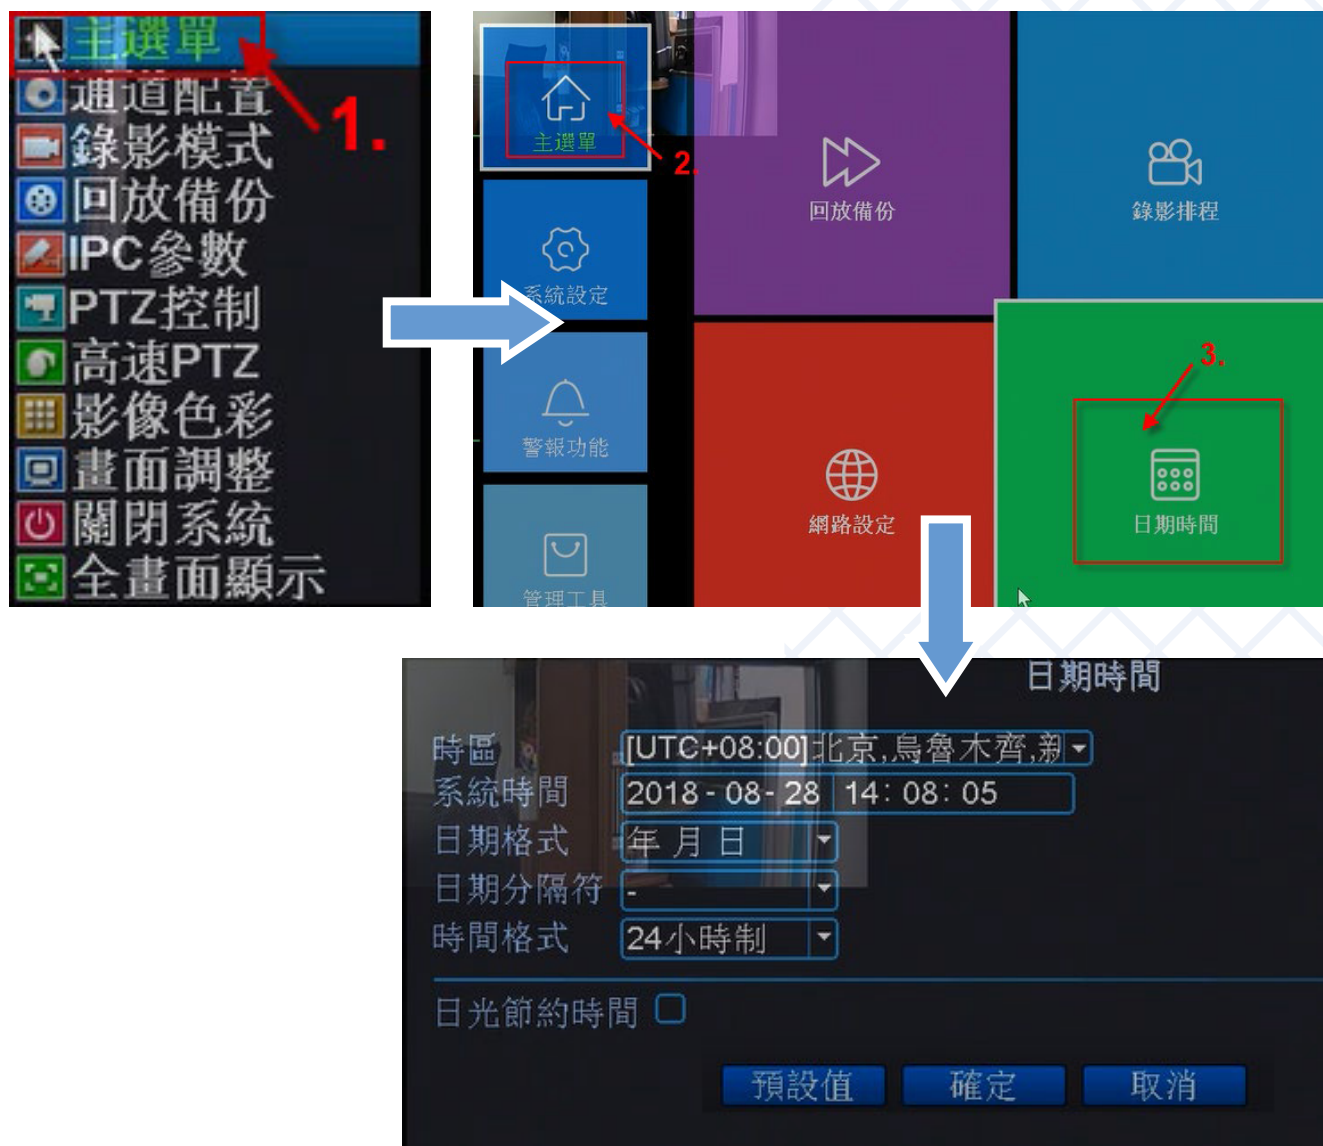 主選單
1.
通道配置
錄影模式
回放備份
IPC參數
PTZ控制
高速PTZ
影像色彩
畫面調整
關閉系統
全畫面顯示
主選單
2.
系統設定
警報功能
管理工具
回放備份
錄影排程
網路設定
3.
日期時間
日期時間
時區 [UTC+08:00]北京,烏魯木齊,新
系統時間 2018-08-28 14:08:05
日期格式 年 月 日
日期分隔符 -
時間格式 24小時制
日光節約時間
預設值 確定 取消